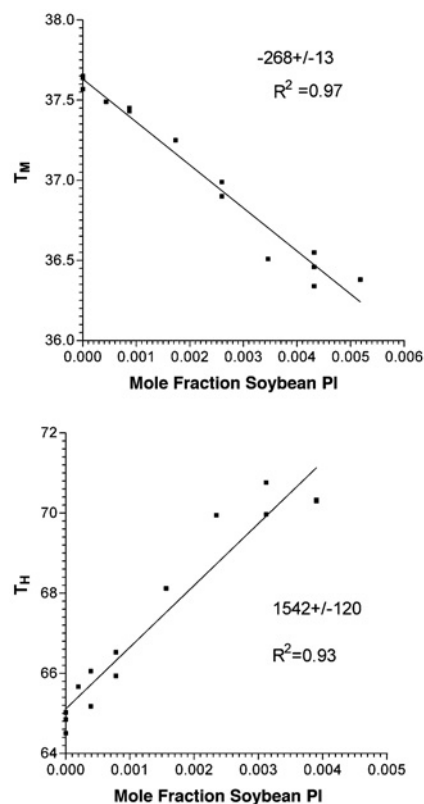 38.0
-268+/-13
R² =0.97
37.5
TM
37.0
36.5
36.0
0.000 0.001 0.002 0.003 0.004 0.005 0.006
Mole Fraction Soybean PI
72
70
TH
68
1542+/-120
R²=0.93
66
64
0.000 0.001 0.002 0.003 0.004 0.005
Mole Fraction Soybean PI